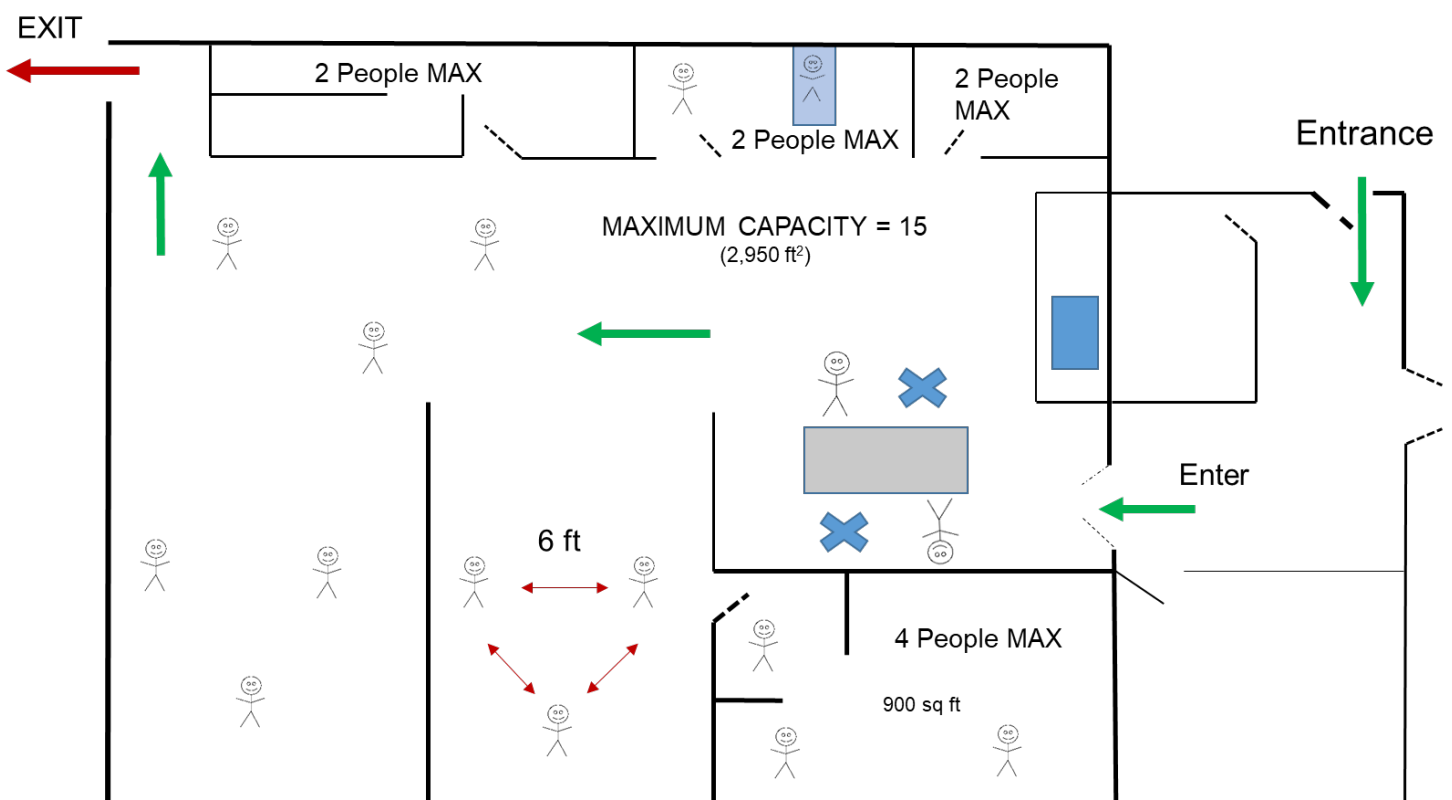 EXIT
2 People MAX
2 People
MAX
2 People MAX
Entrance
MAXIMUM CAPACITY = 15
(2,950 ft²)
Enter
6 ft
4 People MAX
900 sq ft